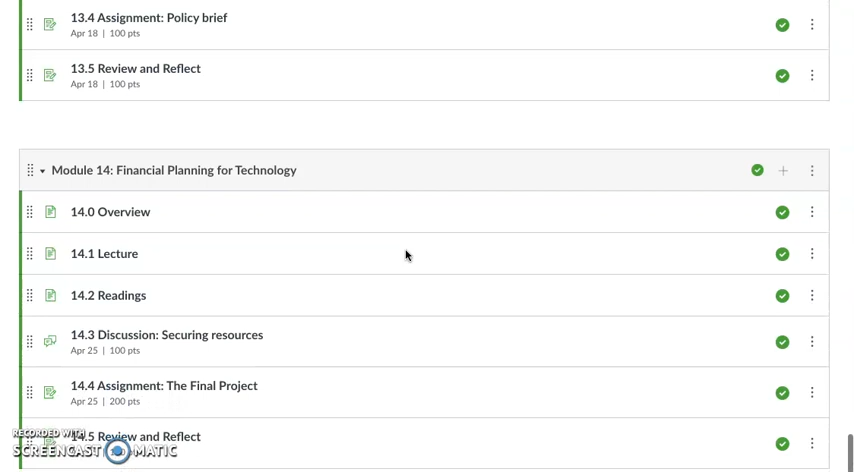 13.4 Assignment: Policy brief
Apr 18 | 100 pts
13.5 Review and Reflect
Apr 18 | 100 pts
Module 14: Financial Planning for Technology
14.0 Overview
14.1 Lecture
14.2 Readings
14.3 Discussion: Securing resources
Apr 25 | 100 pts
14.4 Assignment: The Final Project
Apr 25 | 200 pts
14.5 Review and Reflect
RECORDED WITH
SCREENCAST MATIC